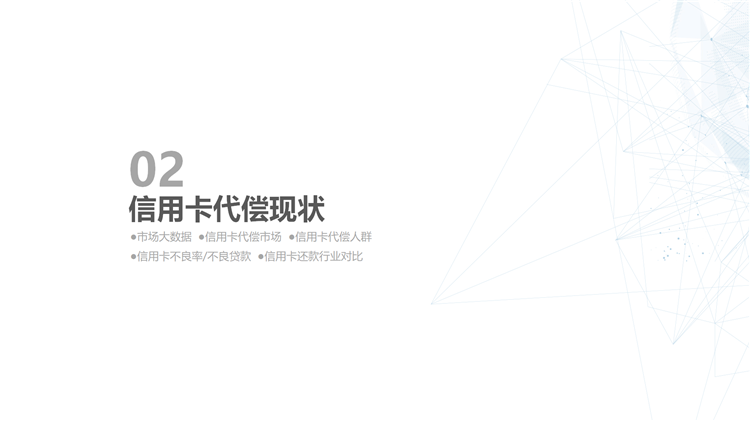 02
信用卡代偿现状
●市场大数据 ●信用卡代偿市场 ●信用卡代偿人群
●信用卡不良率/不良贷款 ●信用卡还款行业对比